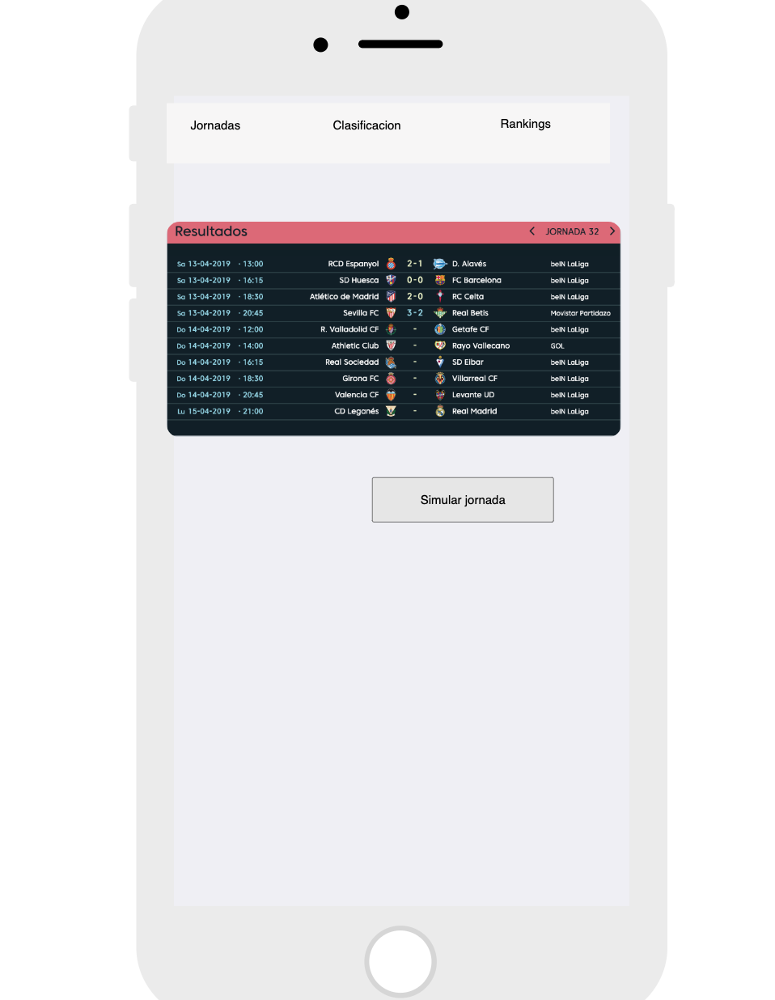 Jornadas Clasificacion Rankings
Resultados < JORNADA 32 >
Sa 13-04-2019 · 13:00 RCD Espanyol 2-1 D. Alavés beIN LaLiga
Sa 13-04-2019 · 16:15 SD Huesca 0-0 FC Barcelona beIN LaLiga
Sa 13-04-2019 · 18:30 Atlético de Madrid 2-0 RC Celta beIN LaLiga
Sa 13-04-2019 · 20:45 Sevilla FC 3-2 Real Betis Movistar Partidazo
Do 14-04-2019 · 12:00 R. Valladolid CF - Getafe CF beIN LaLiga
Do 14-04-2019 · 14:00 Athletic Club - Rayo Vallecano GOL
Do 14-04-2019 · 16:15 Real Sociedad - SD Eibar beIN LaLiga
Do 14-04-2019 · 18:30 Girona FC - Villarreal CF beIN LaLiga
Do 14-04-2019 · 20:45 Valencia CF - Levante UD beIN LaLiga
Lu 15-04-2019 · 21:00 CD Leganés - Real Madrid beIN LaLiga
Simular jornada